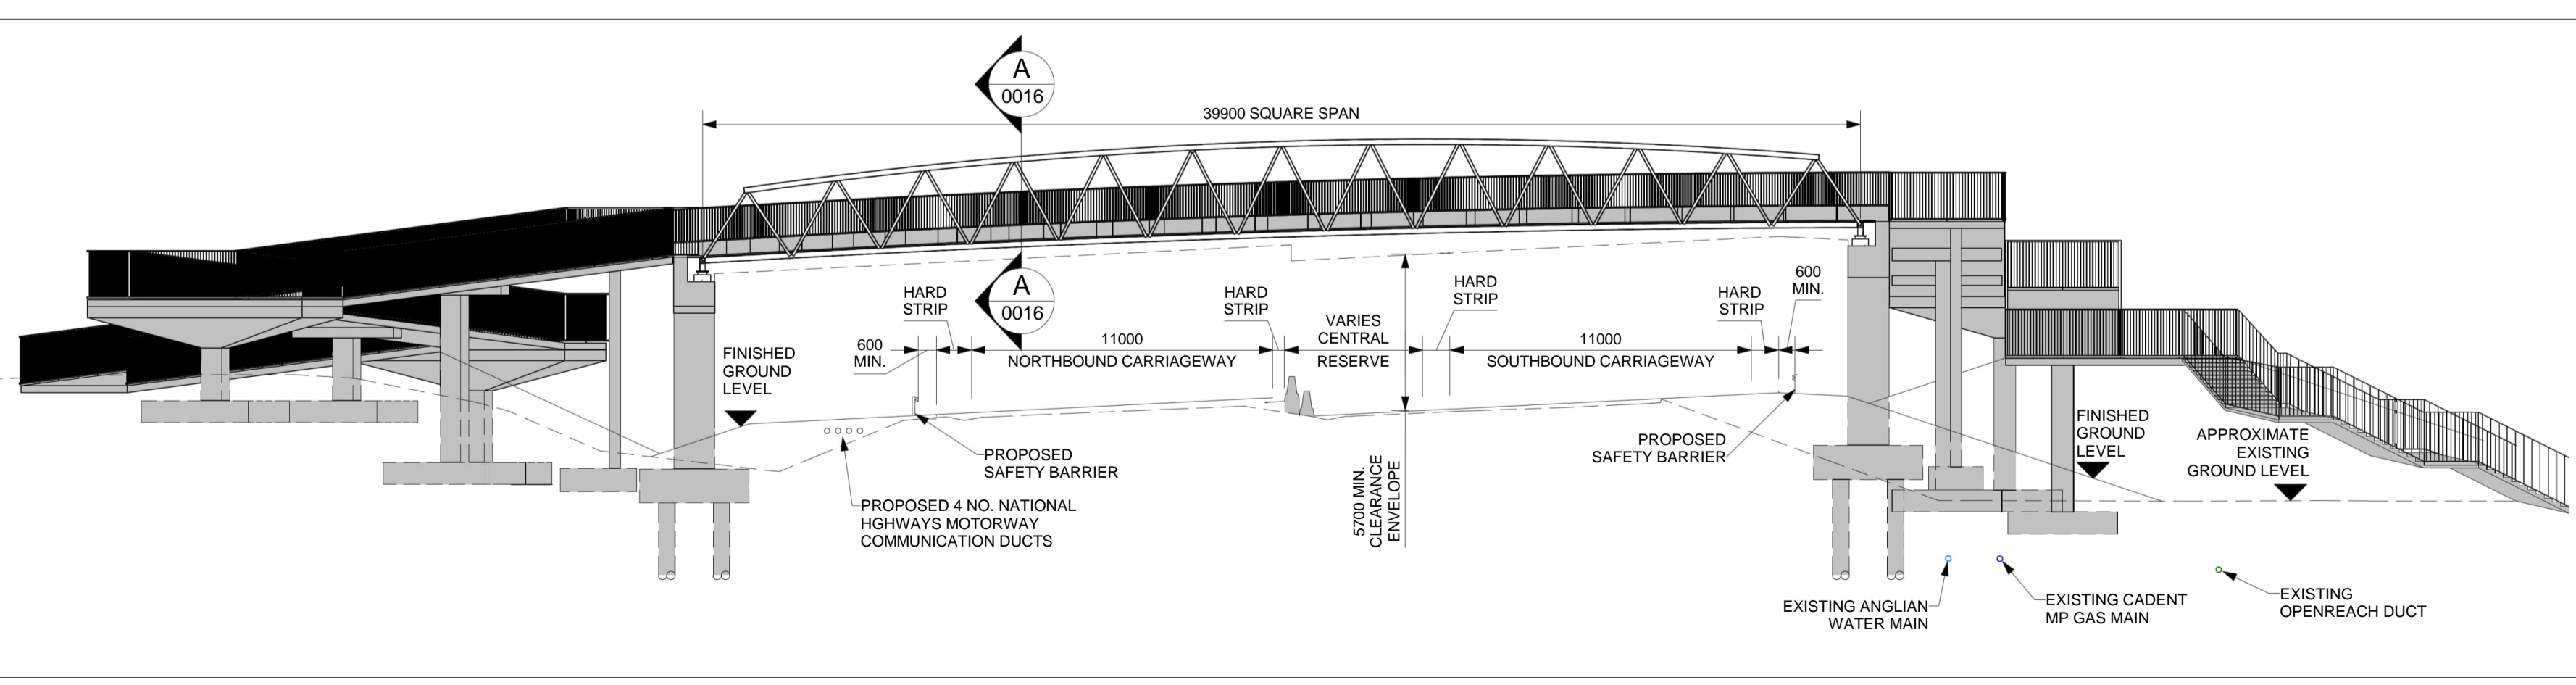 A
0016
39900 SQUARE SPAN
A
0016
HARD
STRIP
HARD
STRIP
HARD
STRIP
HARD
STRIP
600
MIN.
600
MIN.
11000
NORTHBOUND CARRIAGEWAY
VARIES
CENTRAL
RESERVE
11000
SOUTHBOUND CARRIAGEWAY
FINISHED
GROUND
LEVEL
PROPOSED
SAFETY BARRIER
PROPOSED 4 NO. NATIONAL
HGHWAYS MOTORWAY
COMMUNICATION DUCTS
5700 MIN.
CLEARANCE
ENVELOPE
PROPOSED
SAFETY BARRIER
FINISHED
GROUND
LEVEL
APPROXIMATE
EXISTING
GROUND LEVEL
EXISTING ANGLIAN
WATER MAIN
EXISTING CADENT
MP GAS MAIN
EXISTING
OPENREACH DUCT